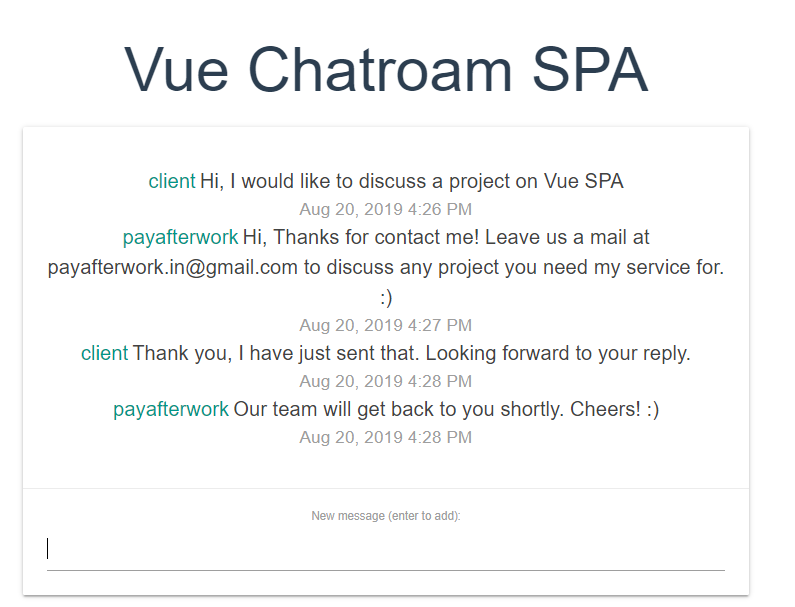 Vue Chatroam SPA
client Hi, I would like to discuss a project on Vue SPA
Aug 20, 2019 4:26 PM
payafterwork Hi, Thanks for contact me! Leave us a mail at
payafterwork.in@gmail.com to discuss any project you need my service for.
:)
Aug 20, 2019 4:27 PM
client Thank you, I have just sent that. Looking forward to your reply.
Aug 20, 2019 4:28 PM
payafterwork Our team will get back to you shortly. Cheers! :)
Aug 20, 2019 4:28 PM
New message (enter to add):